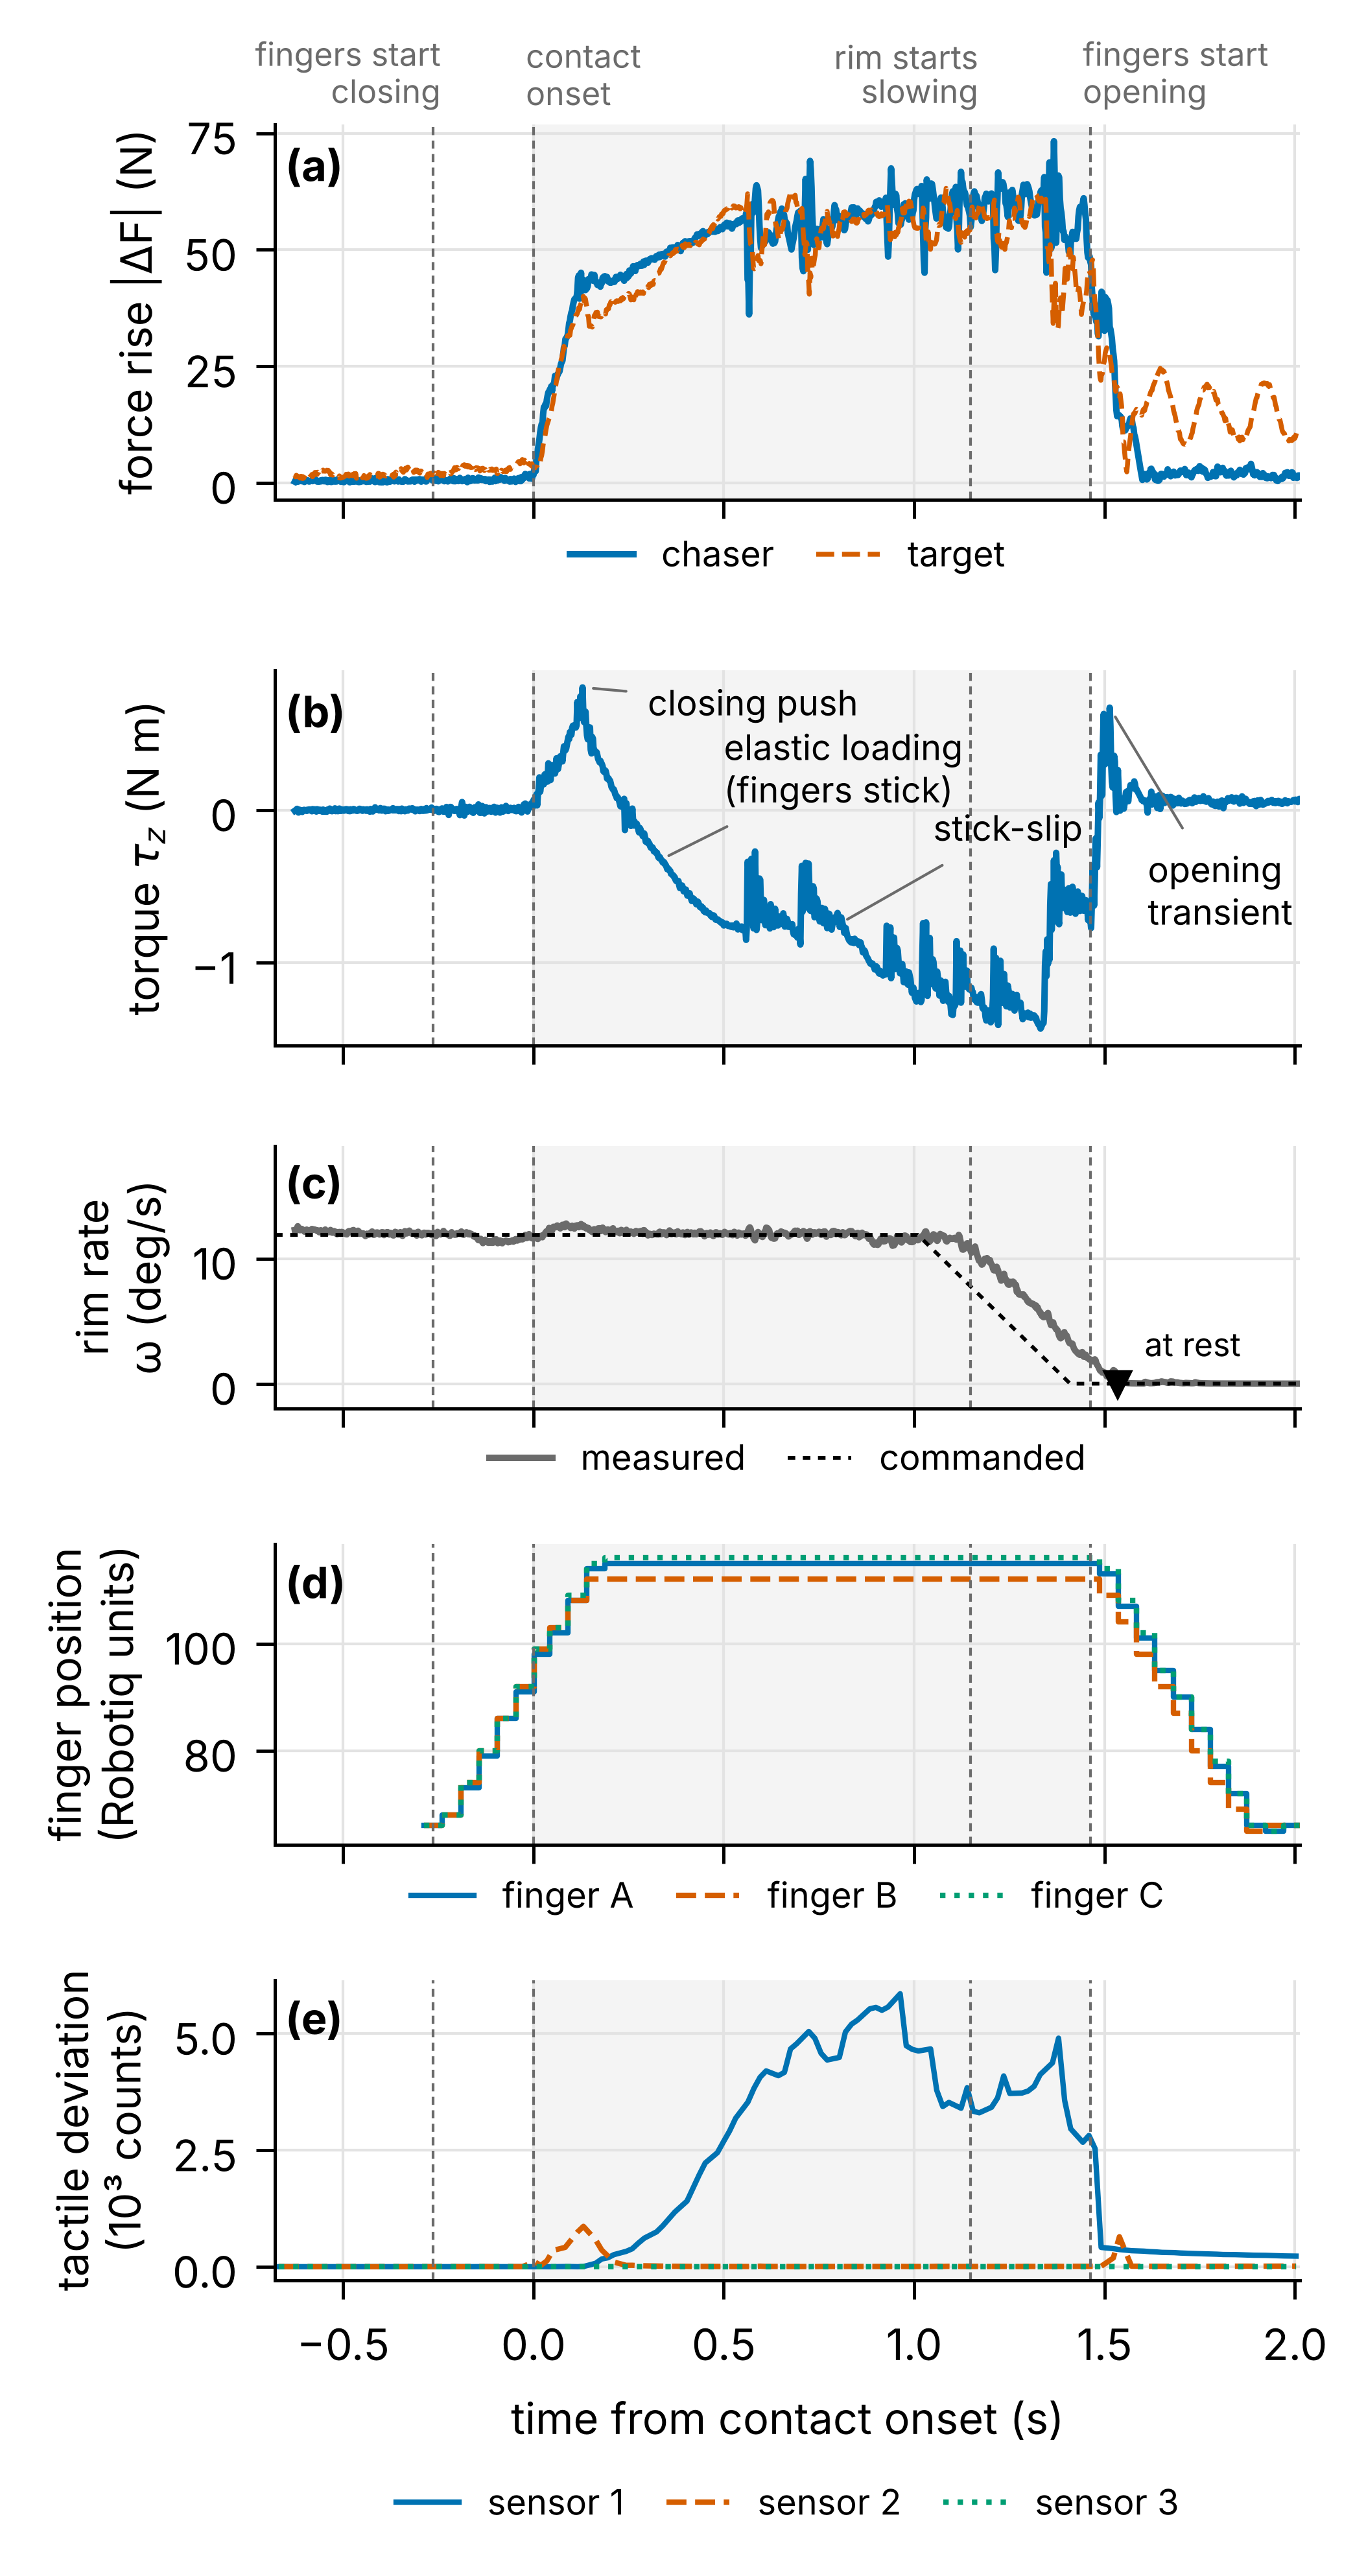 fingers start
closing
contact
onset
rim starts
slowing
fingers start
opening
(a)
force rise |ΔF| (N)
75
50
25
0
chaser
target
(b)
torque τz (N m)
0
−1
closing push
elastic loading
(fingers stick)
stick-slip
opening
transient
(c)
rim rate
ω (deg/s)
10
0
at rest
measured
commanded
(d)
finger position
(Robotiq units)
100
80
finger A
finger B
finger C
(e)
tactile deviation
(10³ counts)
5.0
2.5
0.0
−0.5
0.0
0.5
1.0
1.5
2.0
time from contact onset (s)
sensor 1
sensor 2
sensor 3